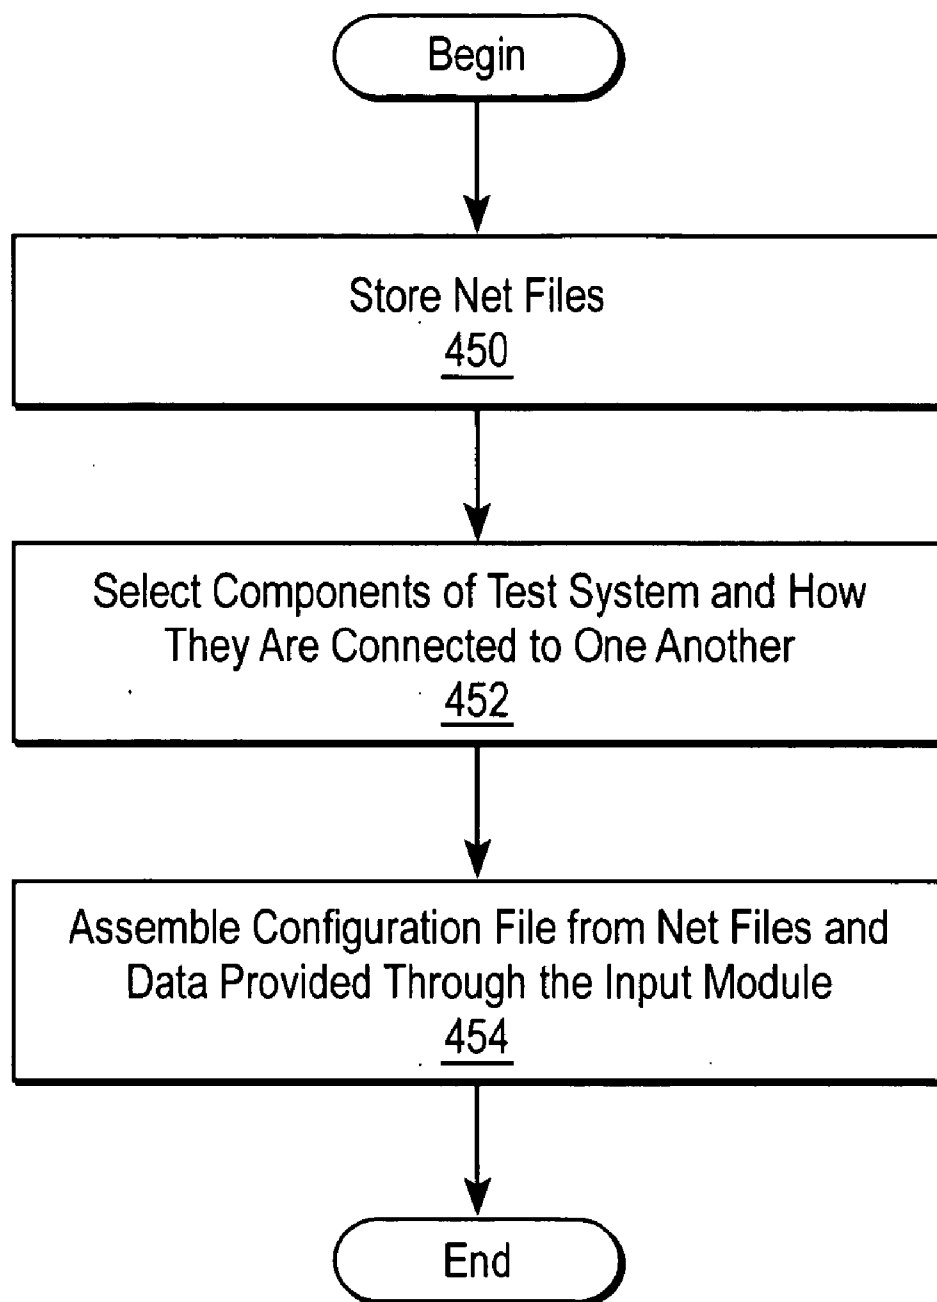 Begin
Store Net Files
450
Select Components of Test System and How
They Are Connected to One Another
452
Assemble Configuration File from Net Files and
Data Provided Through the Input Module
454
End